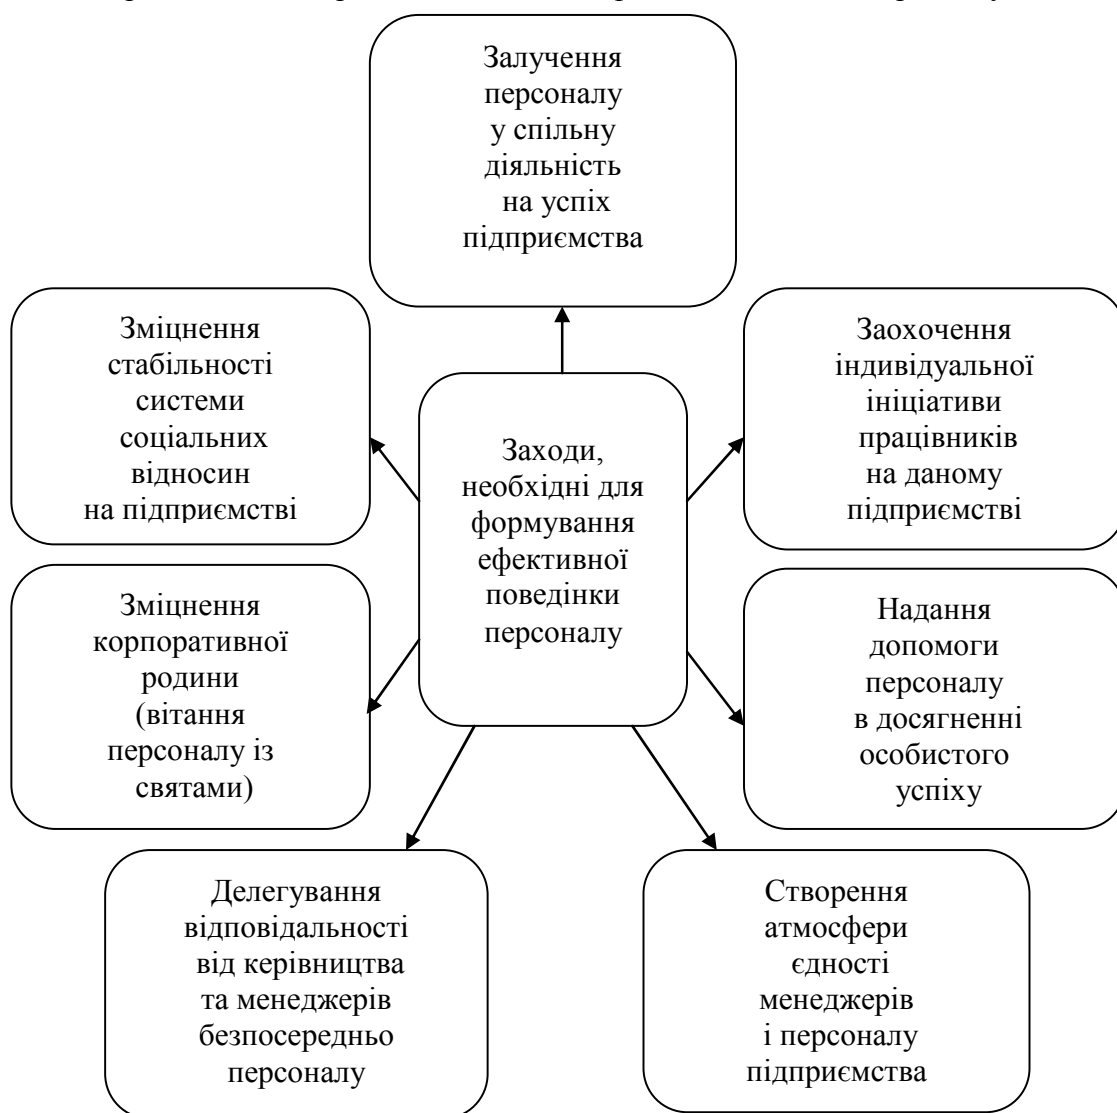 Залучення
персоналу
у спільну
діяльність
на успіх
підприємства
Зміцнення
стабільності
системи
соціальних
відносин
на підприємстві
Заохочення
індивідуальної
ініціативи
працівників
на даному
підприємстві
Заходи,
необхідні для
формування
ефективної
поведінки
персоналу
Зміцнення
корпоративної
родини
(вітання
персоналу із
святами)
Надання
допомоги
персоналу
в досягненні
особистого
успіху
Делегування
відповідальності
від керівництва
та менеджерів
безпосередньо
персоналу
Створення
атмосфери
єдності
менеджерів
і персоналу
підприємства